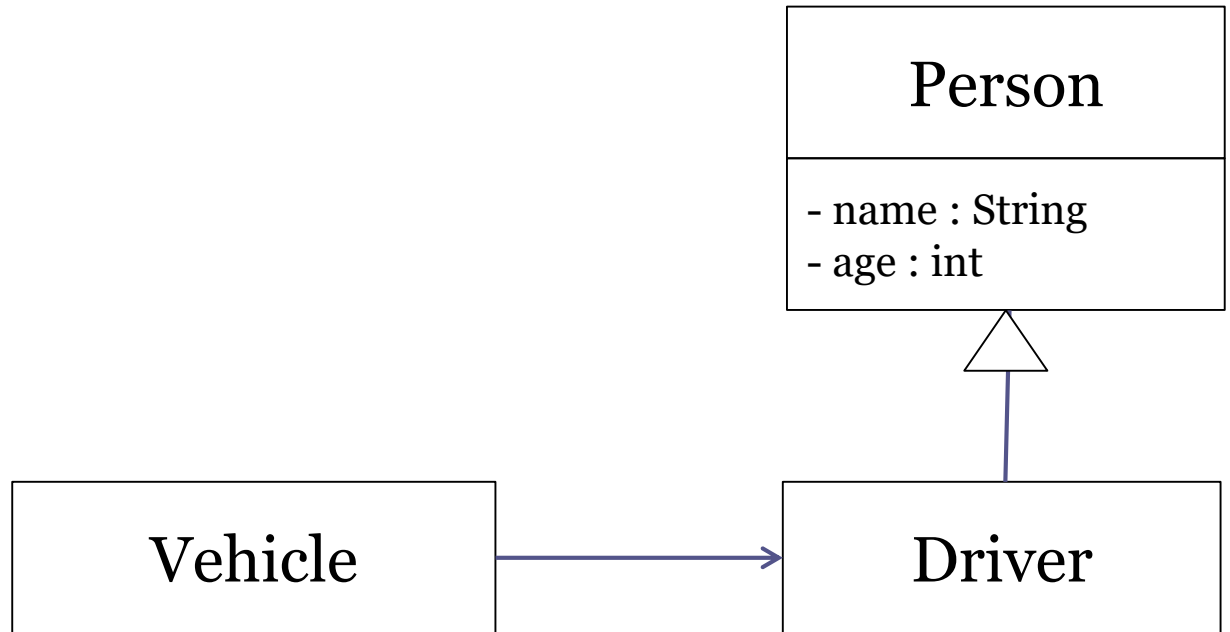 Person
- name : String
- age : int
Vehicle
Driver